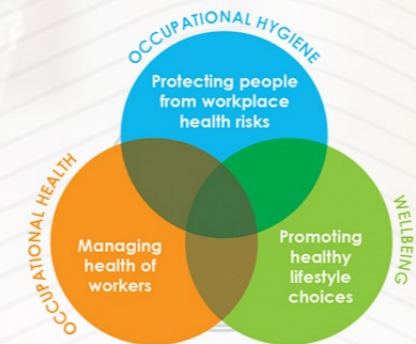 OCCUPATIONAL HYGIENE
Protecting people
from workplace
health risks
OCCUPATIONAL HEALTH
Managing
health of
workers
Promoting
healthy
lifestyle
choices
WELLBEING